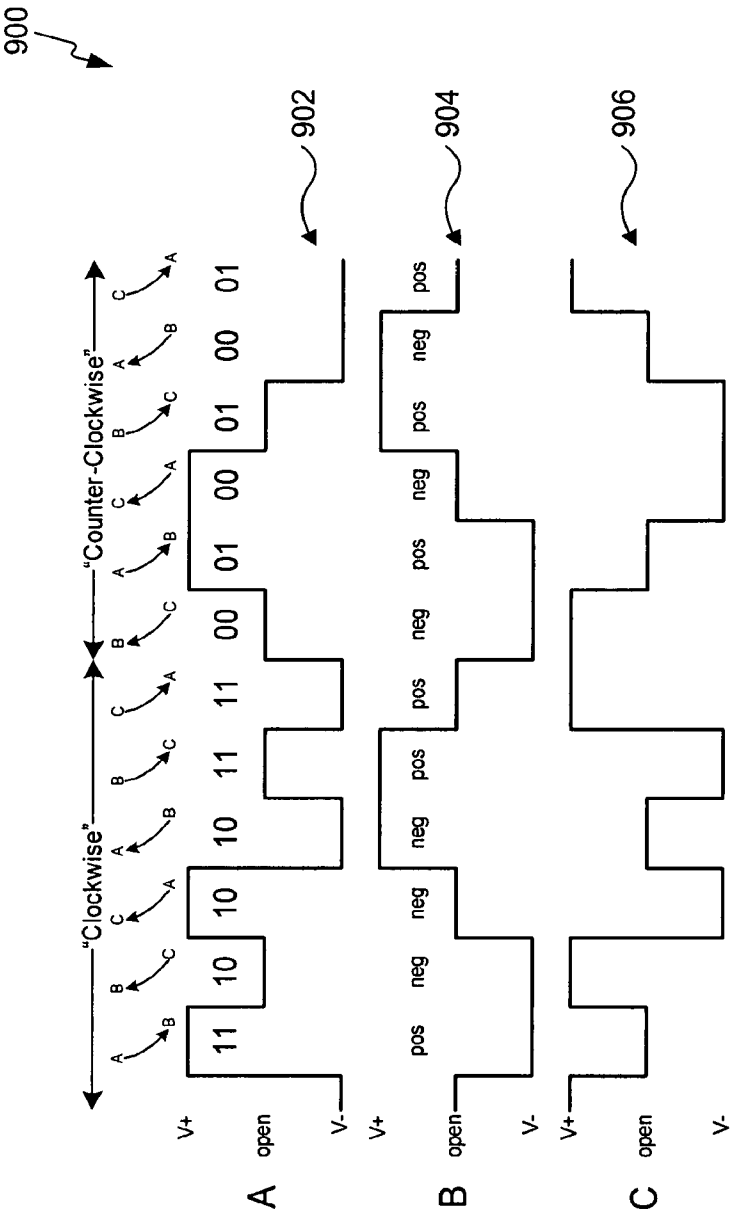 900
"Clockwise" "Counter-Clockwise"
A B C A B C B A C B A C
B C A B C A C B A C B A
V+
11 10 10 10 11 11 00 01 00 01 00 01
A open
V-
902
V+
pos neg neg neg pos pos neg pos neg pos neg pos
B open
V-
904
V+
C open
V-
906